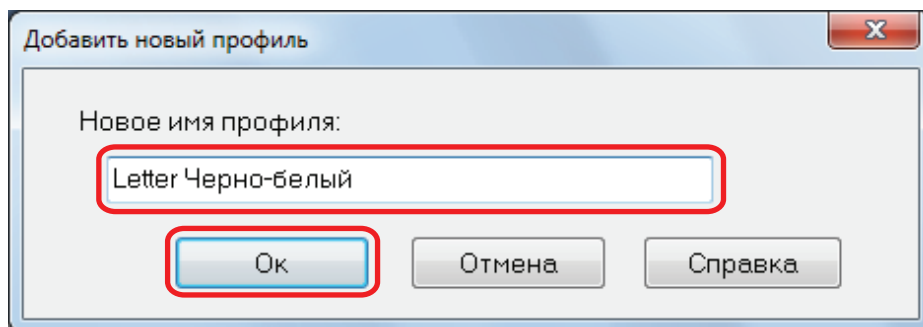 Добавить новый профиль
Новое имя профиля:
Letter Черно-белый
Ок Отмена Справка